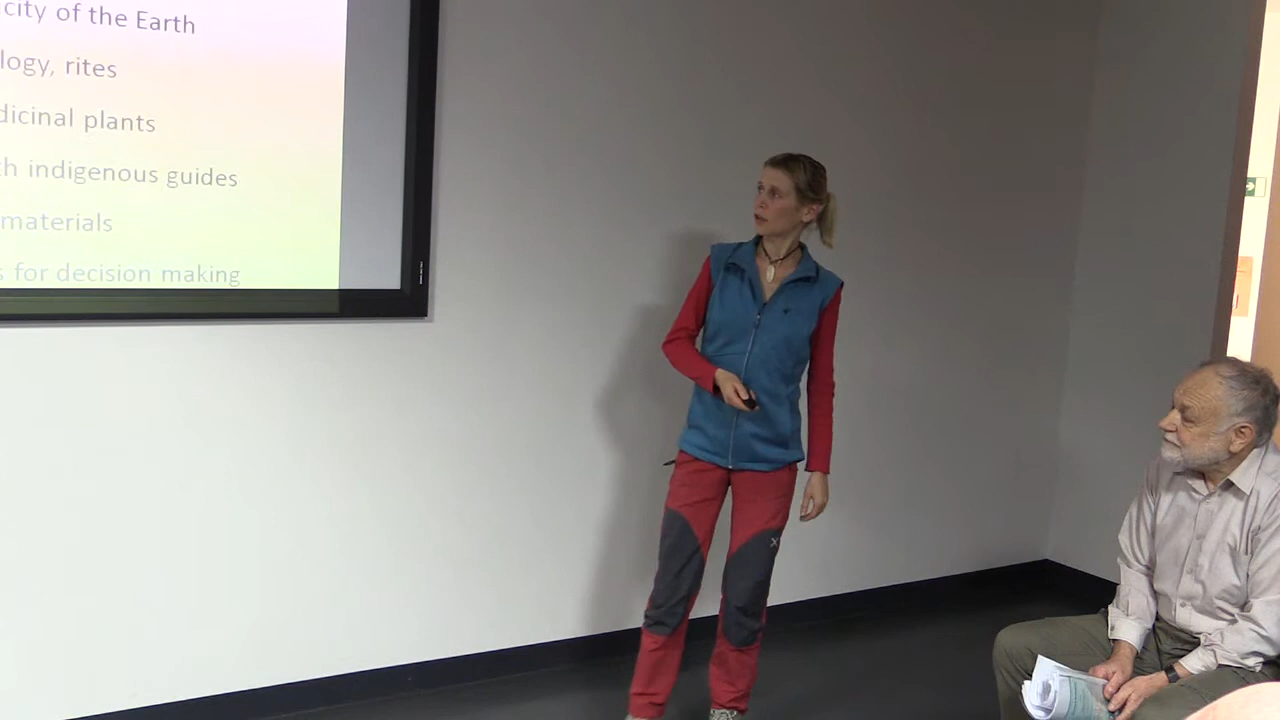 city of the Earth
logy, rites
dicinal plants
th indigenous guides
materials
s for decision making